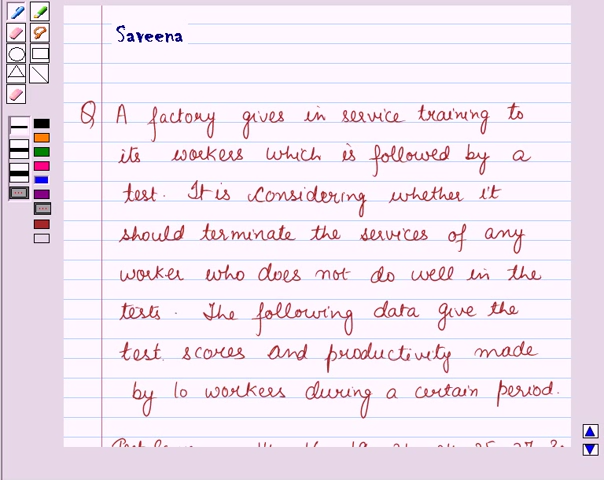 Saveena
Q A factory gives in service training to
its workers which is followed by a
test. It is considering whether it
should terminate the services of any
worker who does not do well in the
tests. The following data give the
test scores and productivity made
by 10 workers during a certain period.